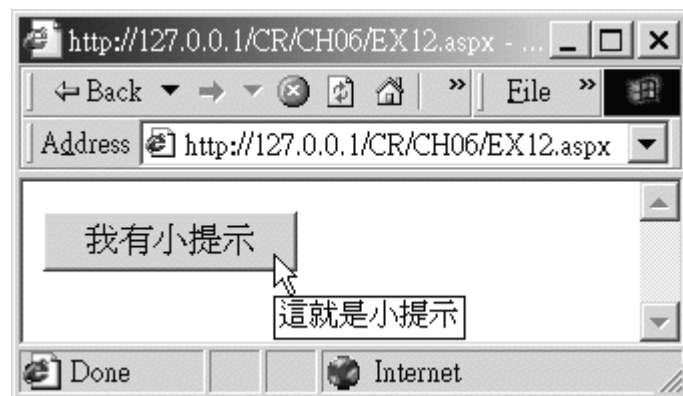 http://127.0.0.1/CR/CH06/EX12.aspx - ...
Back » File »
Address http://127.0.0.1/CR/CH06/EX12.aspx
我有小提示
這就是小提示
Done Internet